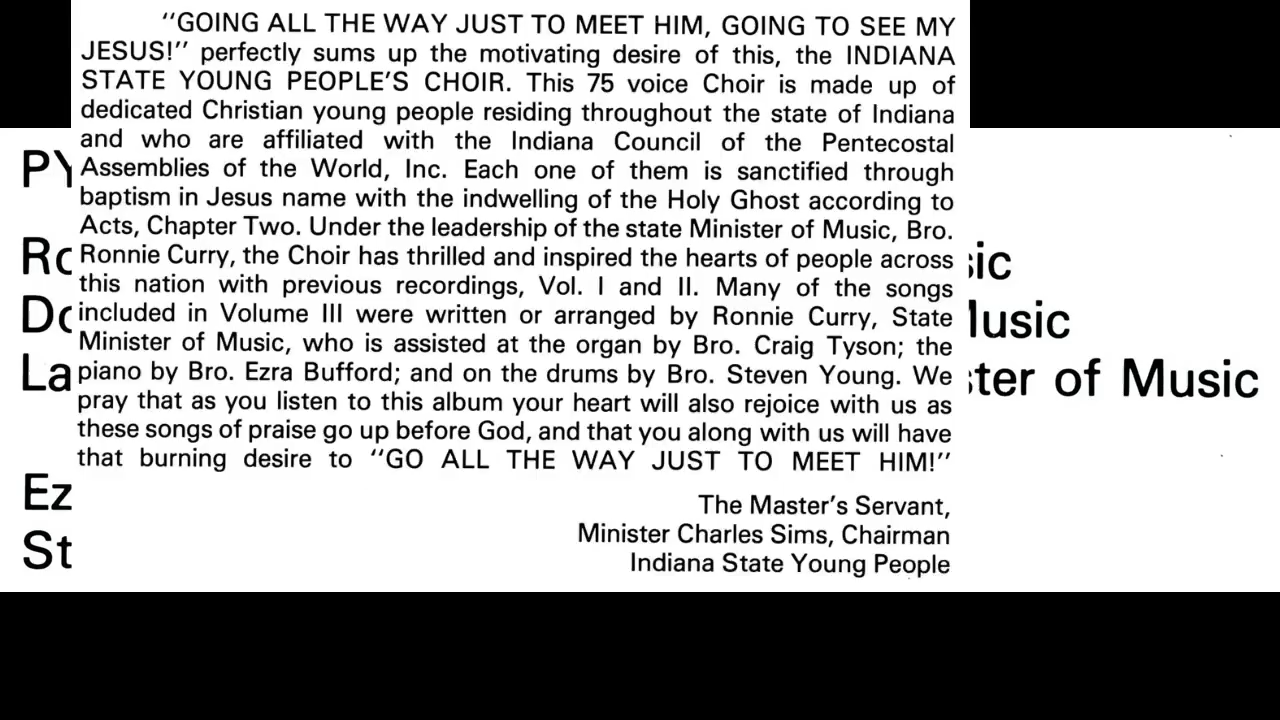 "GOING ALL THE WAY JUST TO MEET HIM, GOING TO SEE MY
JESUS!" perfectly sums up the motivating desire of this, the INDIANA
STATE YOUNG PEOPLE'S CHOIR. This 75 voice Choir is made up of
dedicated Christian young people residing throughout the state of Indiana
and who are affiliated with the Indiana Council of the Pentecostal
Assemblies of the World, Inc. Each one of them is sanctified through
baptism in Jesus name with the indwelling of the Holy Ghost according to
Acts, Chapter Two. Under the leadership of the state Minister of Music, Bro.
Ronnie Curry, the Choir has thrilled and inspired the hearts of people across
this nation with previous recordings, Vol. I and II. Many of the songs
included in Volume III were written or arranged by Ronnie Curry, State
Minister of Music, who is assisted at the organ by Bro. Craig Tyson; the
piano by Bro. Ezra Bufford; and on the drums by Bro. Steven Young. We
pray that as you listen to this album your heart will also rejoice with us as
these songs of praise go up before God, and that you along with us will have
that burning desire to "GO ALL THE WAY JUST TO MEET HIM!"
The Master's Servant,
Minister Charles Sims, Chairman
Indiana State Young People
La
ter of Music
Ez
St